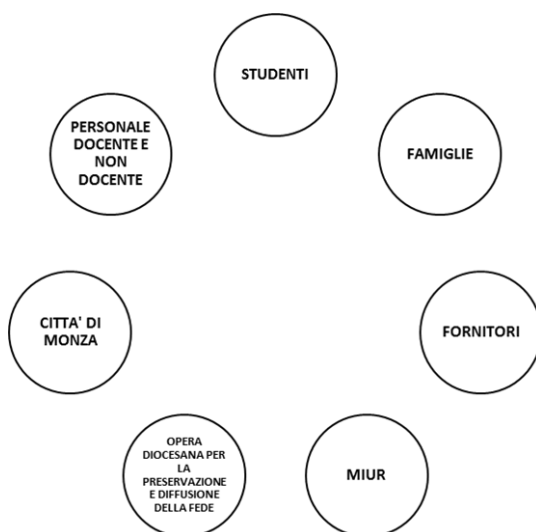 STUDENTI
PERSONALE
DOCENTE E
NON
DOCENTE
FAMIGLIE
CITTA' DI
MONZA
FORNITORI
OPERA
DIOCESANA PER
LA
PRESERVAZIONE
E DIFFUSIONE
DELLA FEDE
MIUR